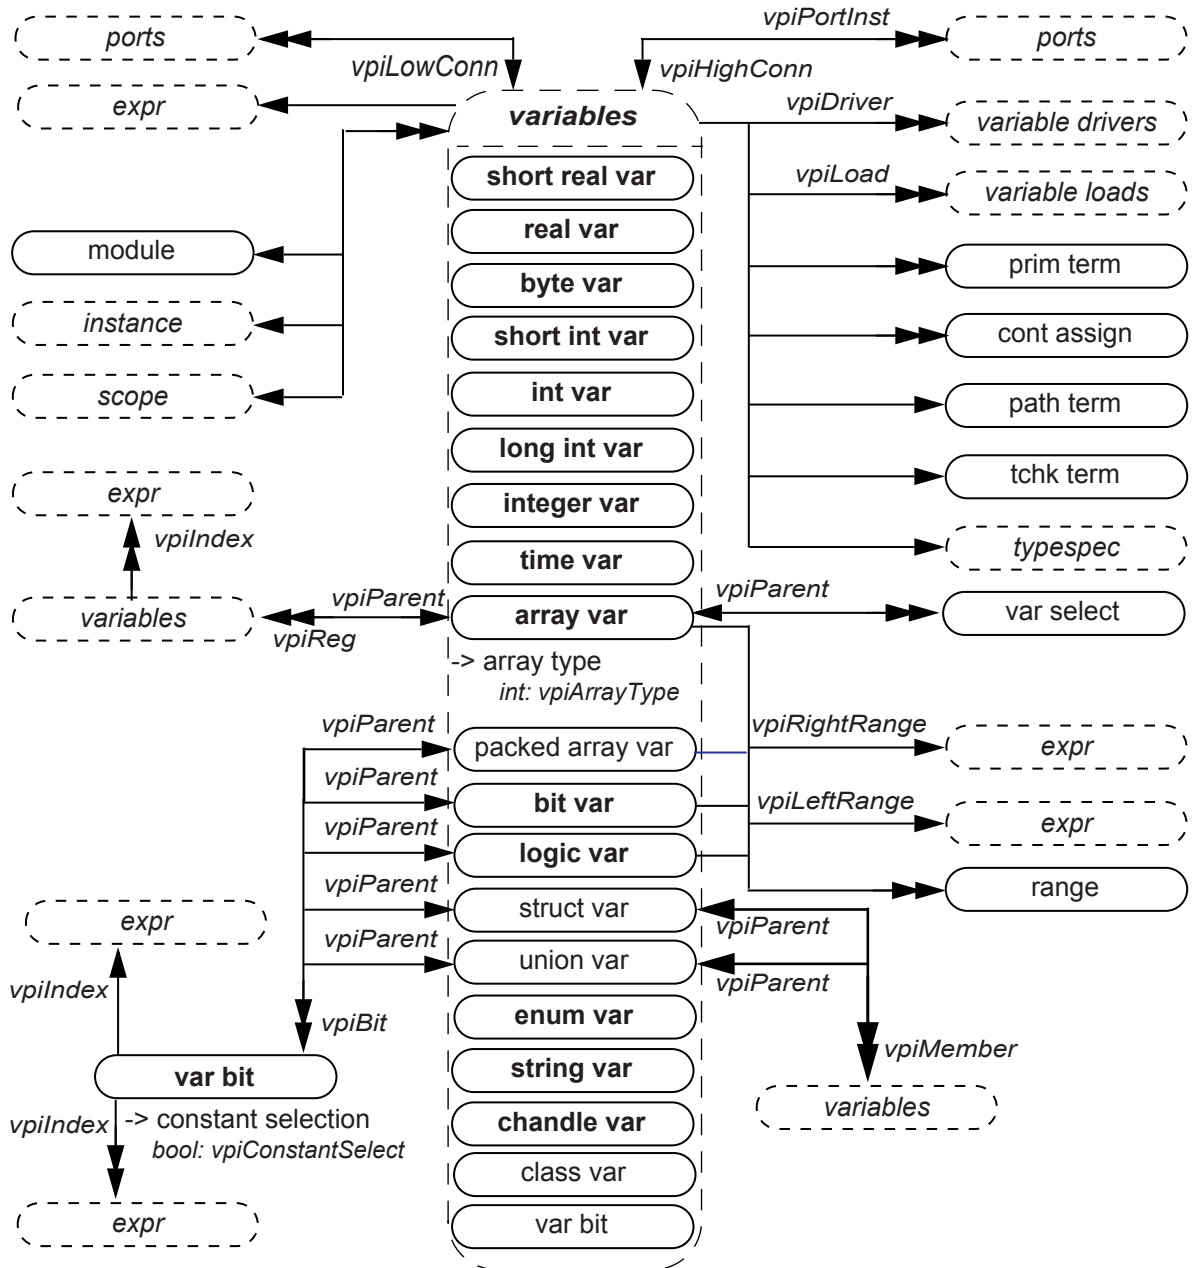 ports
vpiLowConn
vpiPortInst
vpiHighConn
ports
expr
variables
vpiDriver
variable drivers
vpiLoad
variable loads
module
instance
scope
short real var
real var
byte var
short int var
int var
long int var
integer var
time var
array var
-> array type
int: vpiArrayType
packed array var
bit var
logic var
struct var
union var
enum var
string var
chandle var
class var
var bit
prim term
cont assign
path term
tchk term
typespec
vpiParent
var select
expr
vpiIndex
variables
vpiParent
vpiReg
vpiRightRange
expr
vpiLeftRange
expr
range
vpiParent
vpiParent
vpiParent
vpiParent
vpiParent
vpiParent
vpiParent
vpiMember
variables
expr
vpiIndex
vpiBit
var bit
vpiIndex
-> constant selection
bool: vpiConstantSelect
expr